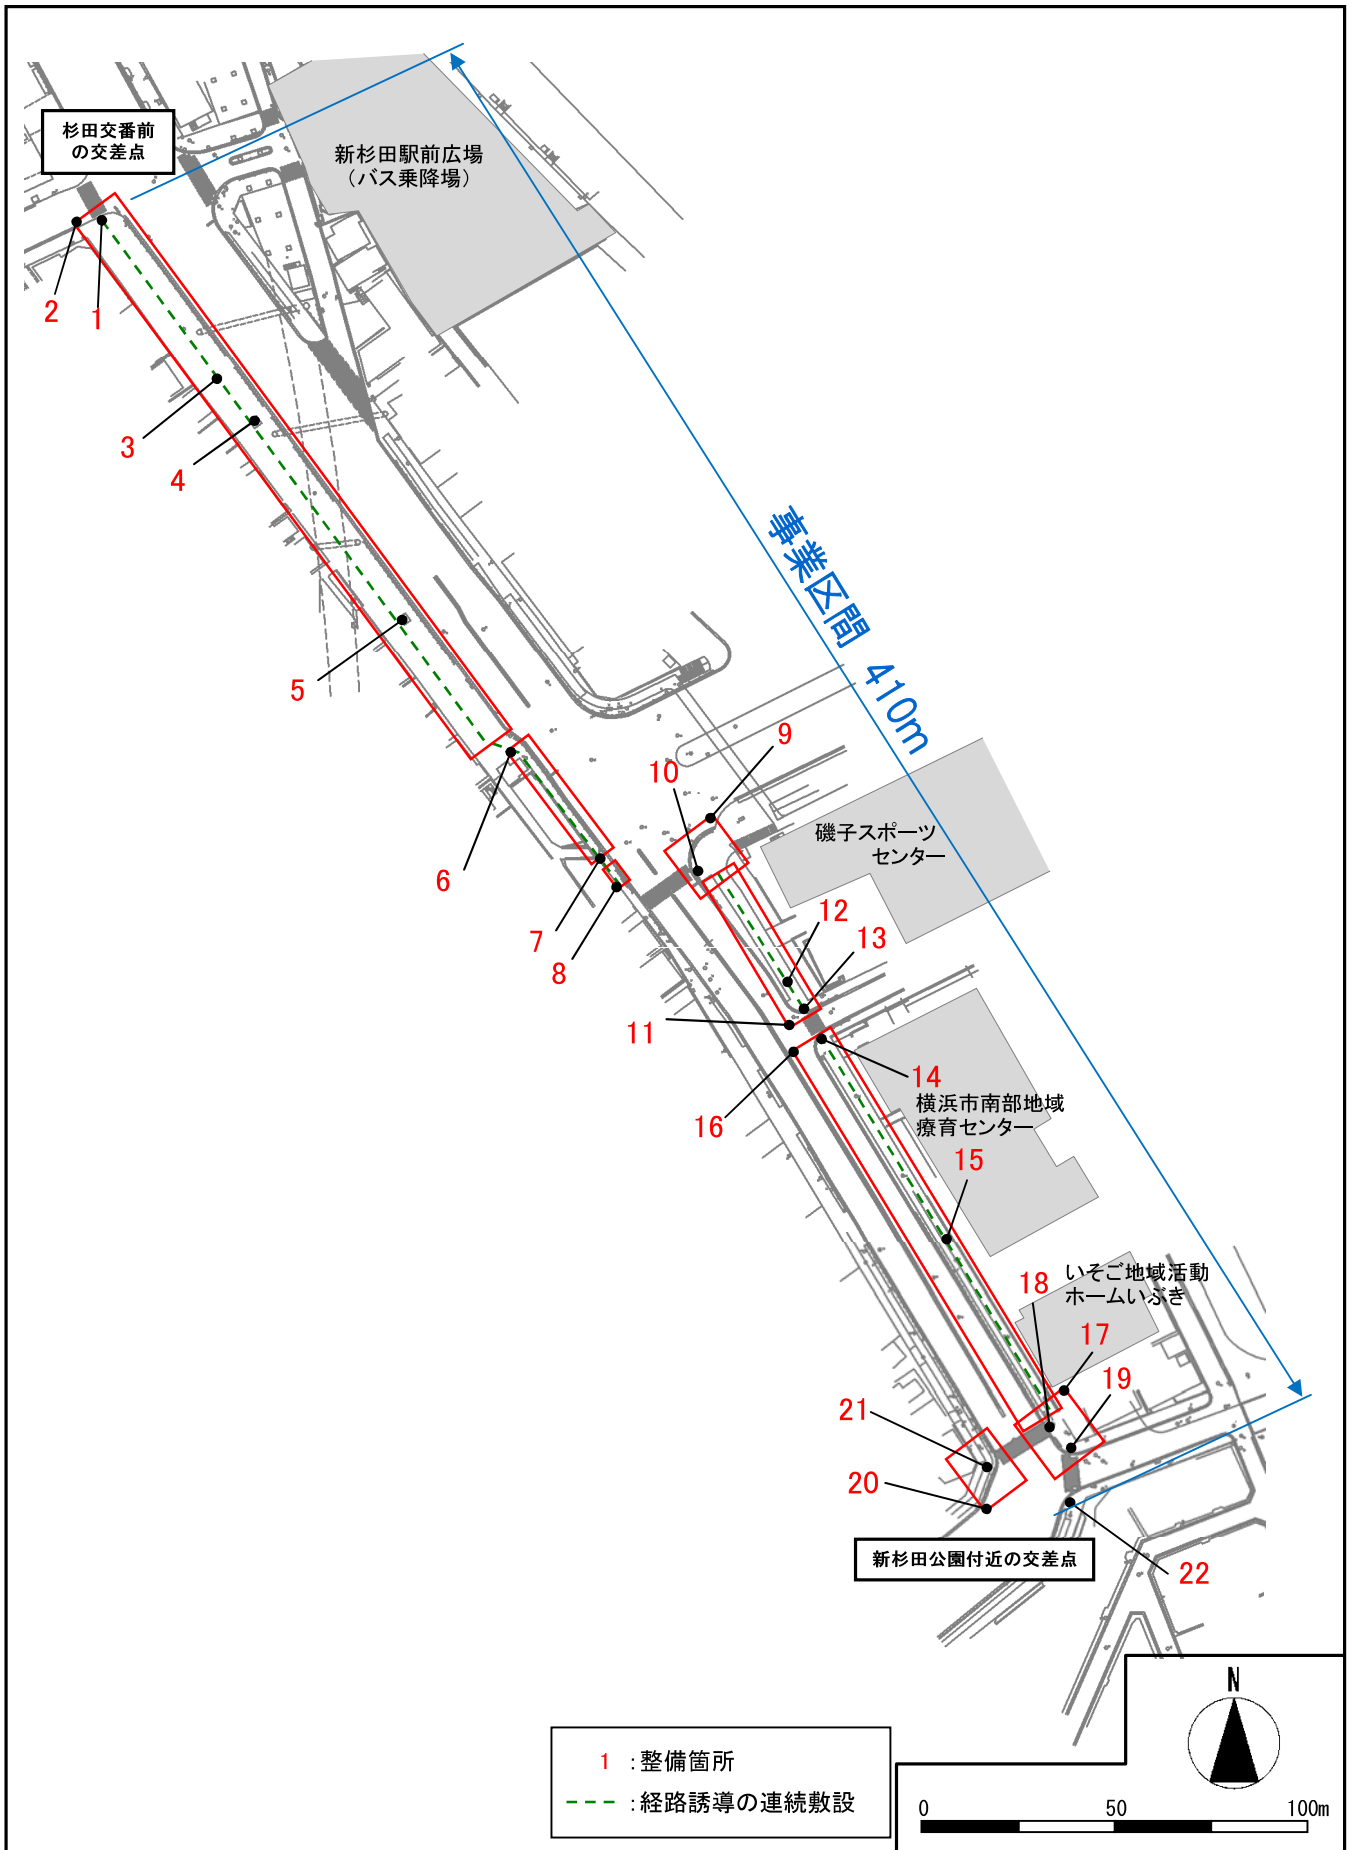 杉田交番前
の交差点
新杉田駅前広場
（バス乗降場）
2
1
3
4
5
事業区間 410m
9
10
磯子スポーツ
センター
6
12
13
7
8
11
14
横浜市南部地域
療育センター
16
15
18
いそご地域活動
ホームいぶき
17
19
21
20
新杉田公園付近の交差点
22
N
1 :整備箇所
:経路誘導の連続敷設
0 50 100m